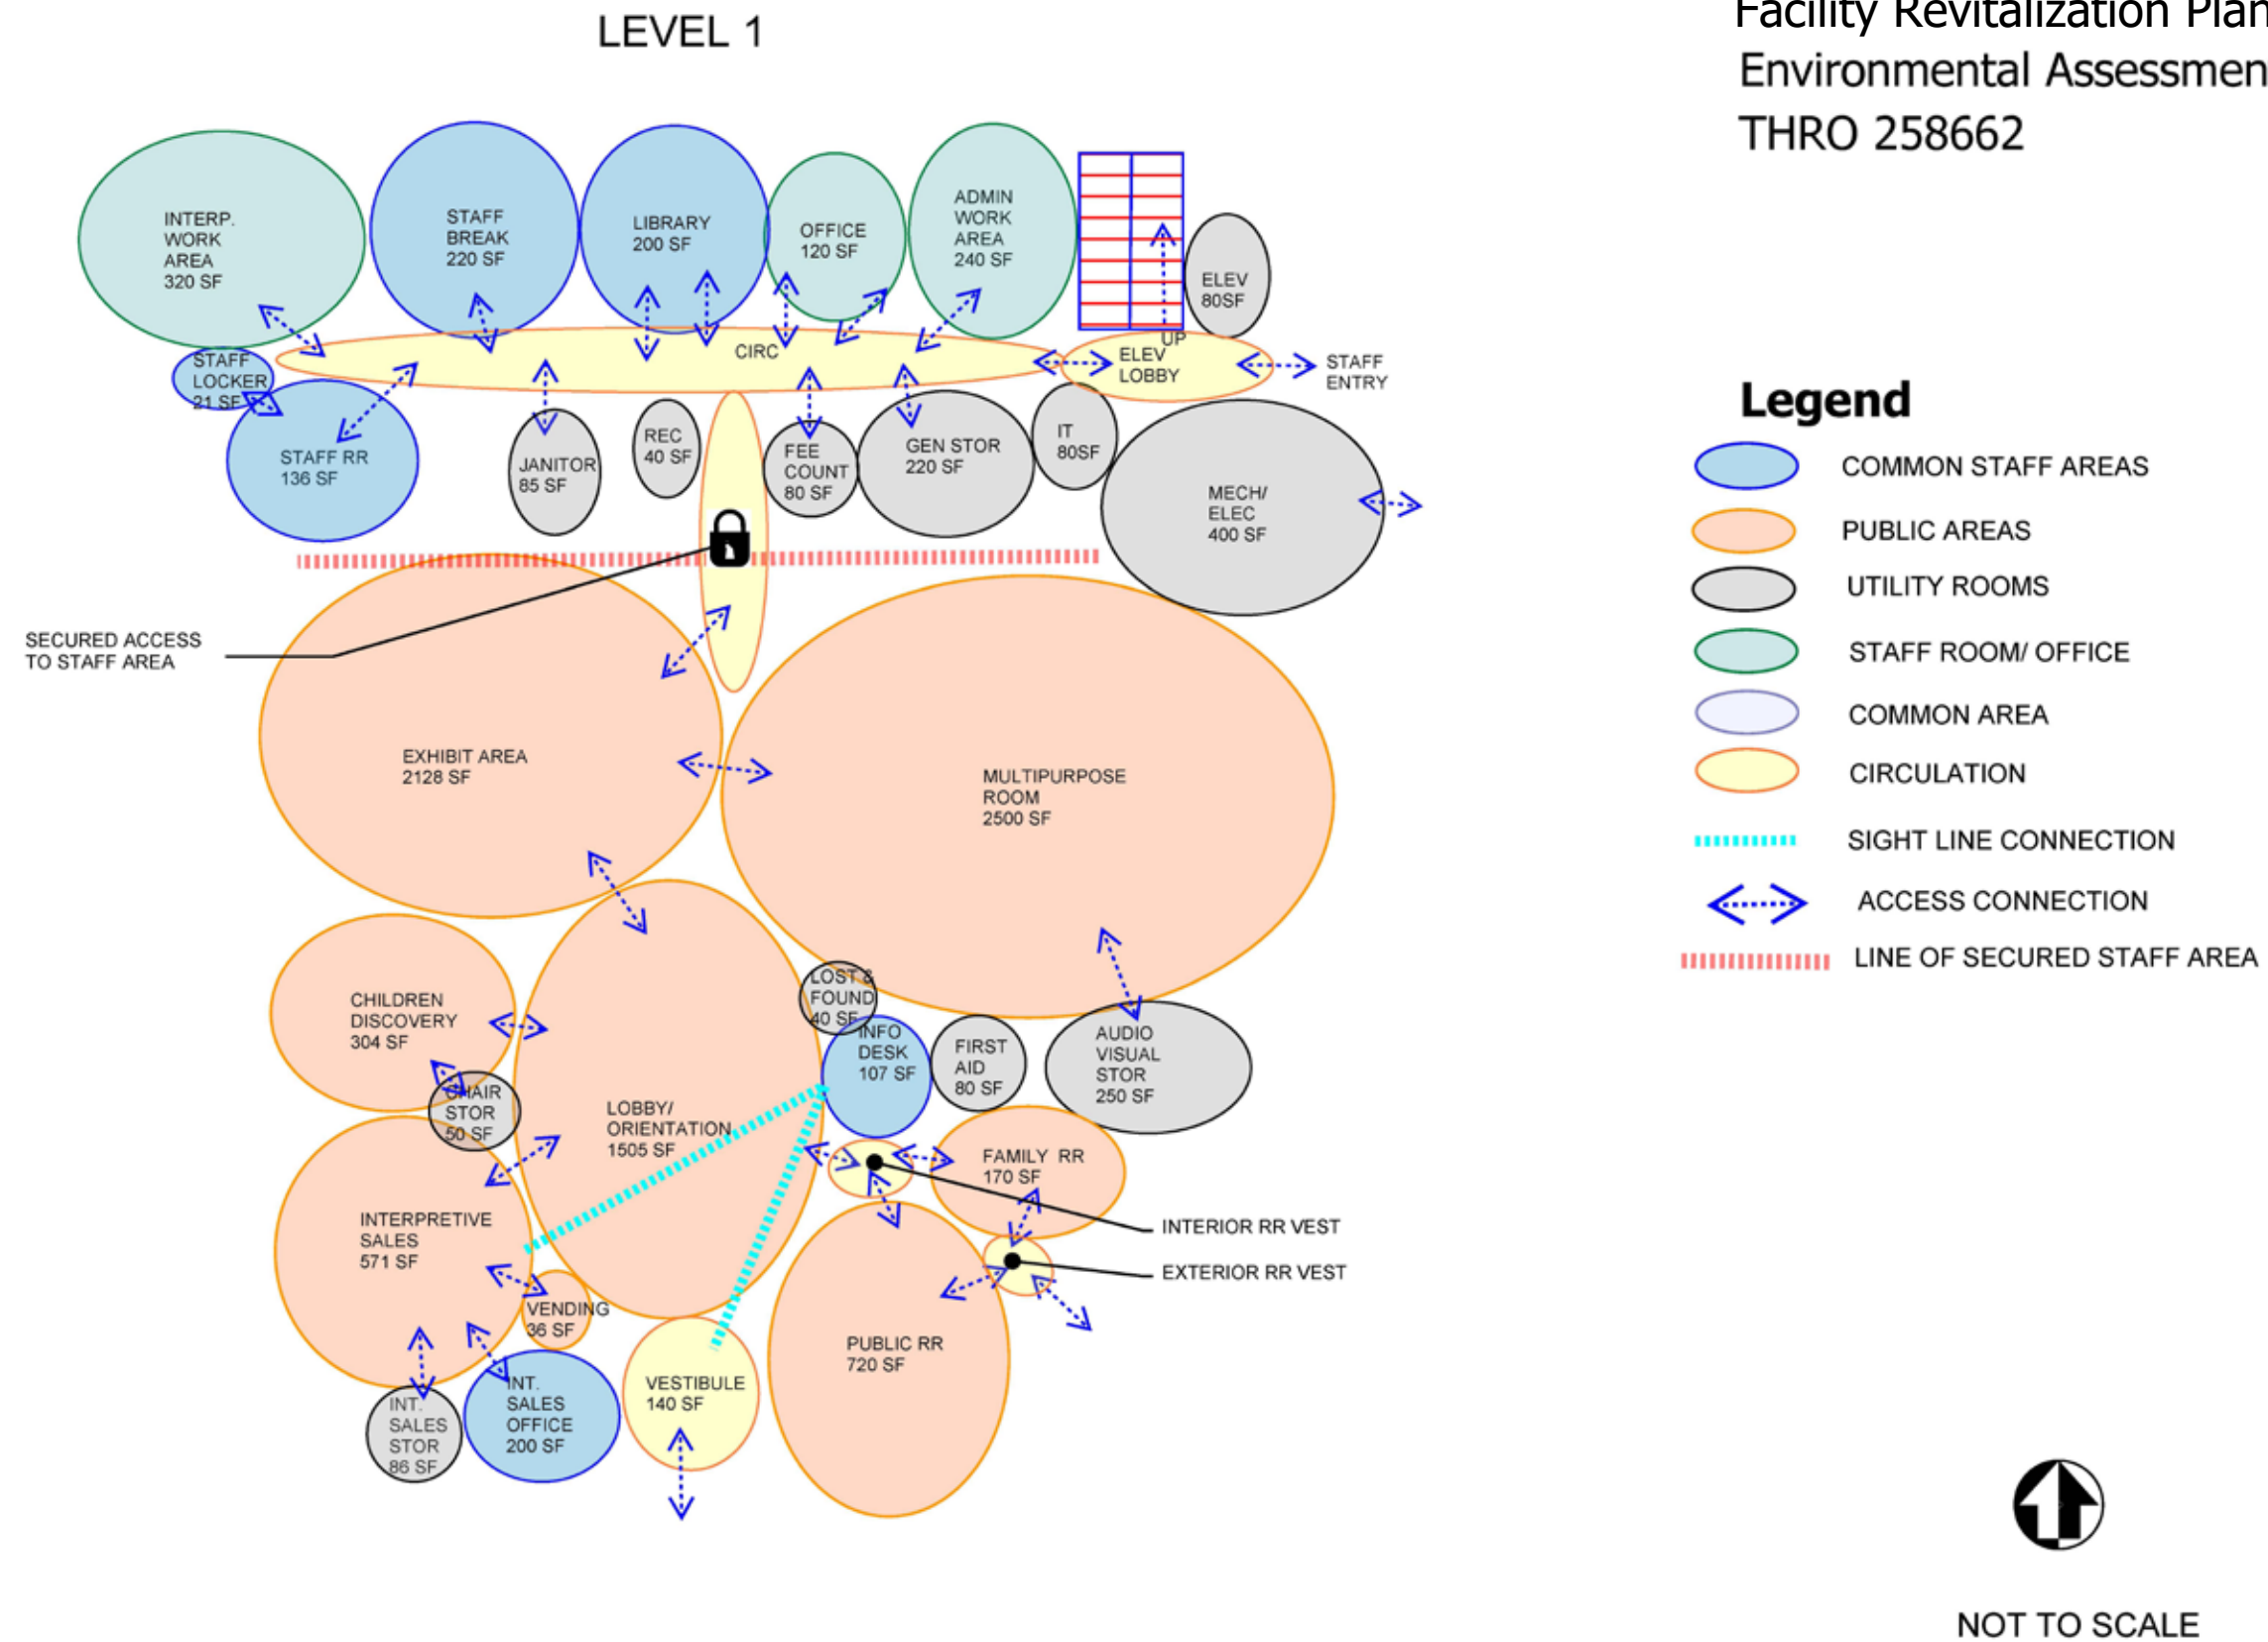 LEVEL 1
Facility Revitalization Plan
Environmental Assessmen
THRO 258662
INTERP.
WORK
AREA
320 SF
STAFF
BREAK
220 SF
LIBRARY
200 SF
OFFICE
120 SF
ADMIN
WORK
AREA
240 SF
ELEV
80SF
UP
STAFF
LOCKER
21 SF
CIRC
ELEV
LOBBY
STAFF
ENTRY
STAFF RR
136 SF
JANITOR
85 SF
REC
40 SF
FEE
COUNT
80 SF
GEN STOR
220 SF
IT
80SF
MECH/
ELEC
400 SF
SECURED ACCESS
TO STAFF AREA
EXHIBIT AREA
2128 SF
MULTIPURPOSE
ROOM
2500 SF
CHILDREN
DISCOVERY
304 SF
CHAIR
STOR
50 SF
LOBBY/
ORIENTATION
1505 SF
LOST &
FOUND
40 SF
INFO
DESK
107 SF
FIRST
AID
80 SF
AUDIO
VISUAL
STOR
250 SF
FAMILY RR
170 SF
INTERIOR RR VEST
EXTERIOR RR VEST
INTERPRETIVE
SALES
571 SF
VENDING
36 SF
PUBLIC RR
720 SF
VESTIBULE
140 SF
INT.
SALES
OFFICE
200 SF
INT.
SALES
STOR
86 SF
Legend
COMMON STAFF AREAS
PUBLIC AREAS
UTILITY ROOMS
STAFF ROOM/ OFFICE
COMMON AREA
CIRCULATION
SIGHT LINE CONNECTION
ACCESS CONNECTION
LINE OF SECURED STAFF AREA
NOT TO SCALE